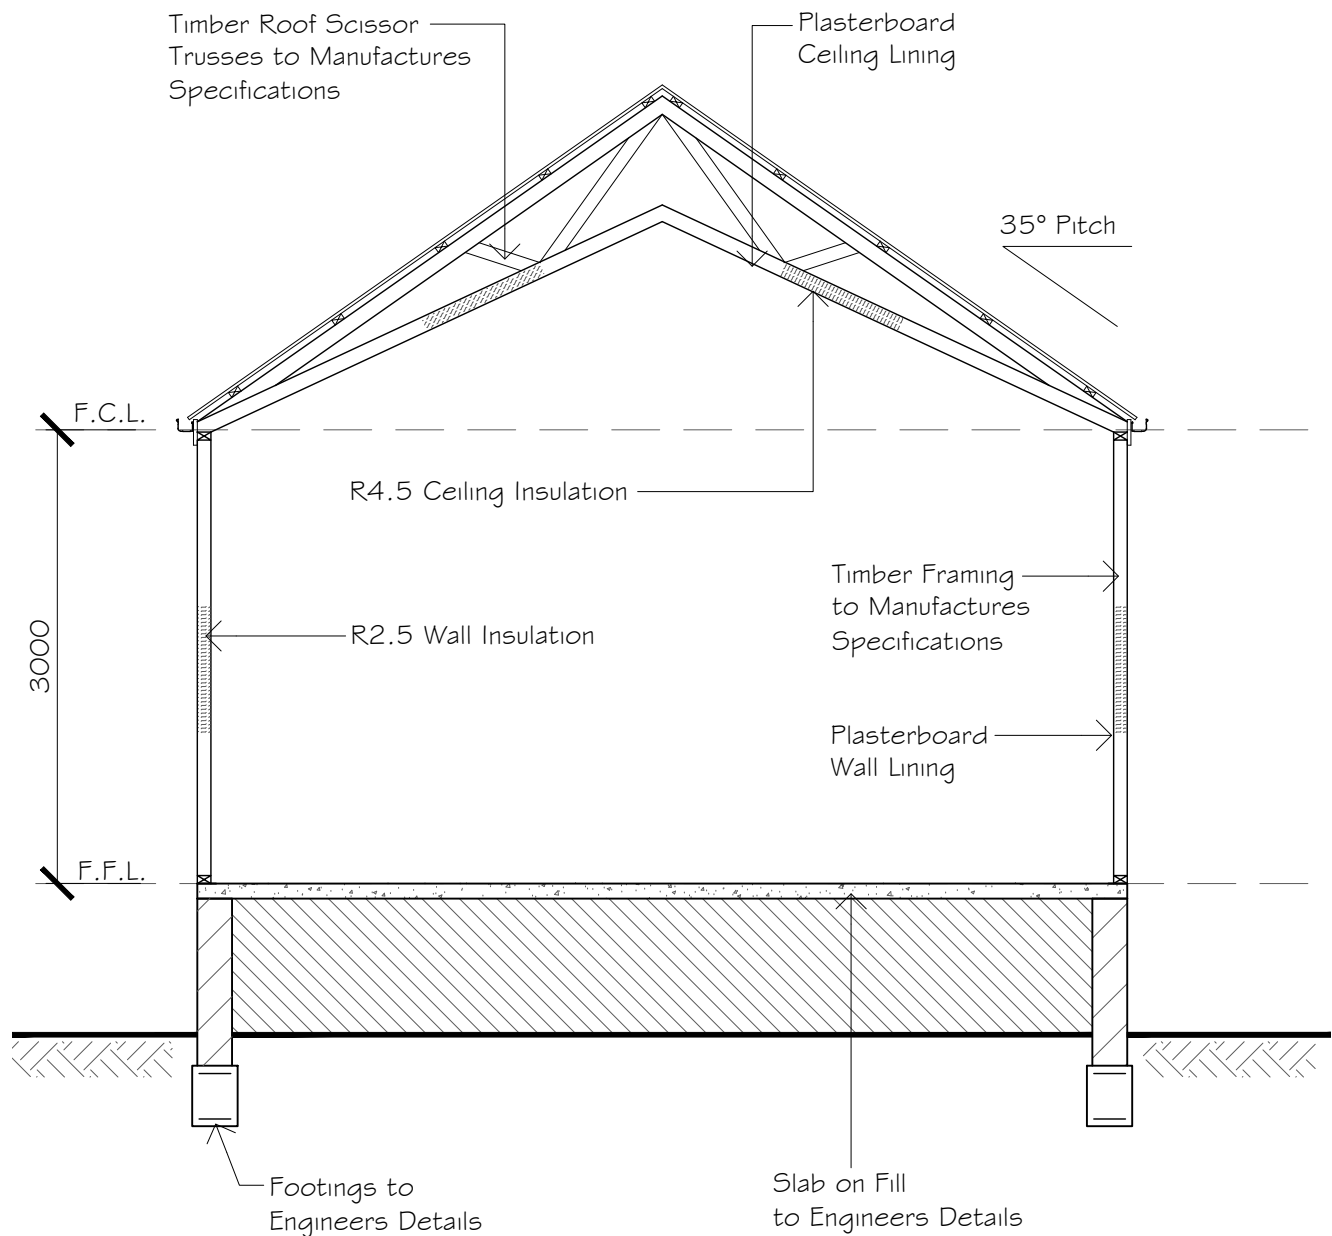 Timber Roof Scissor
Trusses to Manufactures
Specifications
Plasterboard
Ceiling Lining
35° Pitch
F.C.L.
R4.5 Ceiling Insulation
Timber Framing
to Manufactures
Specifications
R2.5 Wall Insulation
3000
Plasterboard
Wall Lining
F.F.L.
Footings to
Engineers Details
Slab on Fill
to Engineers Details